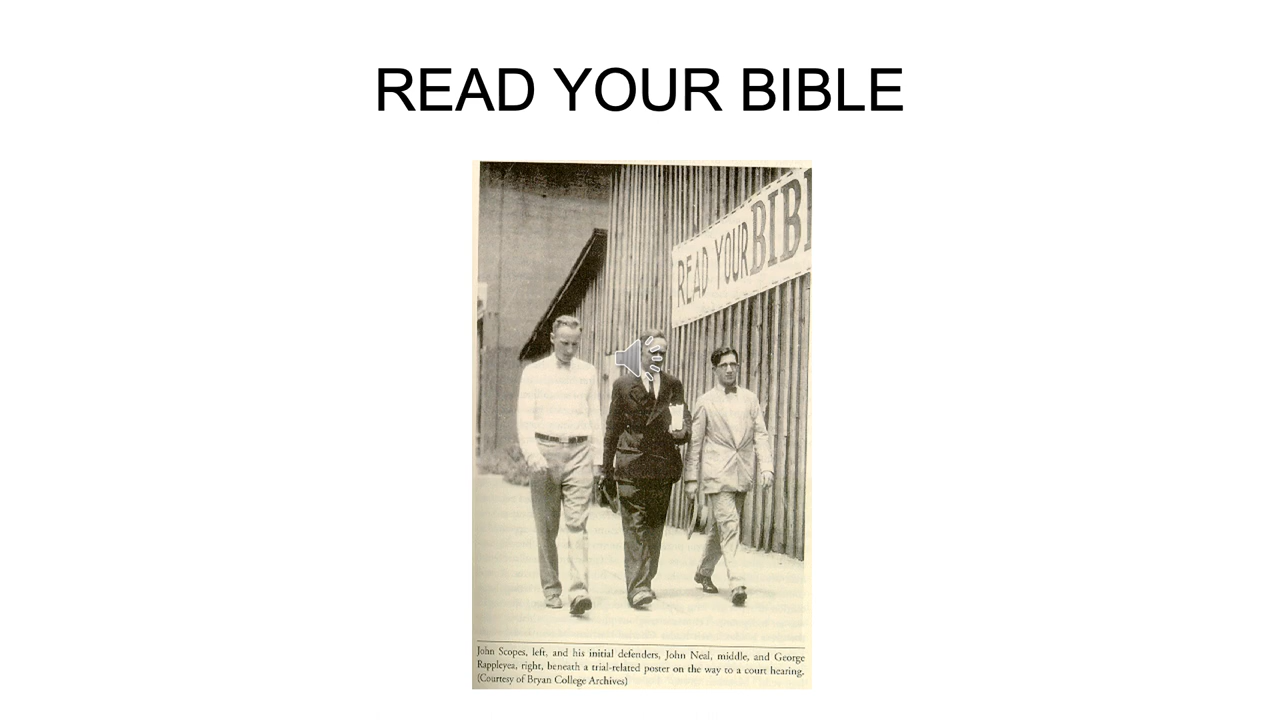 READ YOUR BIBLE
READ YOUR BIBL
John Scopes, left, and his initial defenders, John Neal, middle, and George
Rappleyea, right, beneath a trial-related poster on the way to a court hearing.
(Courtesy of Bryan College Archives)